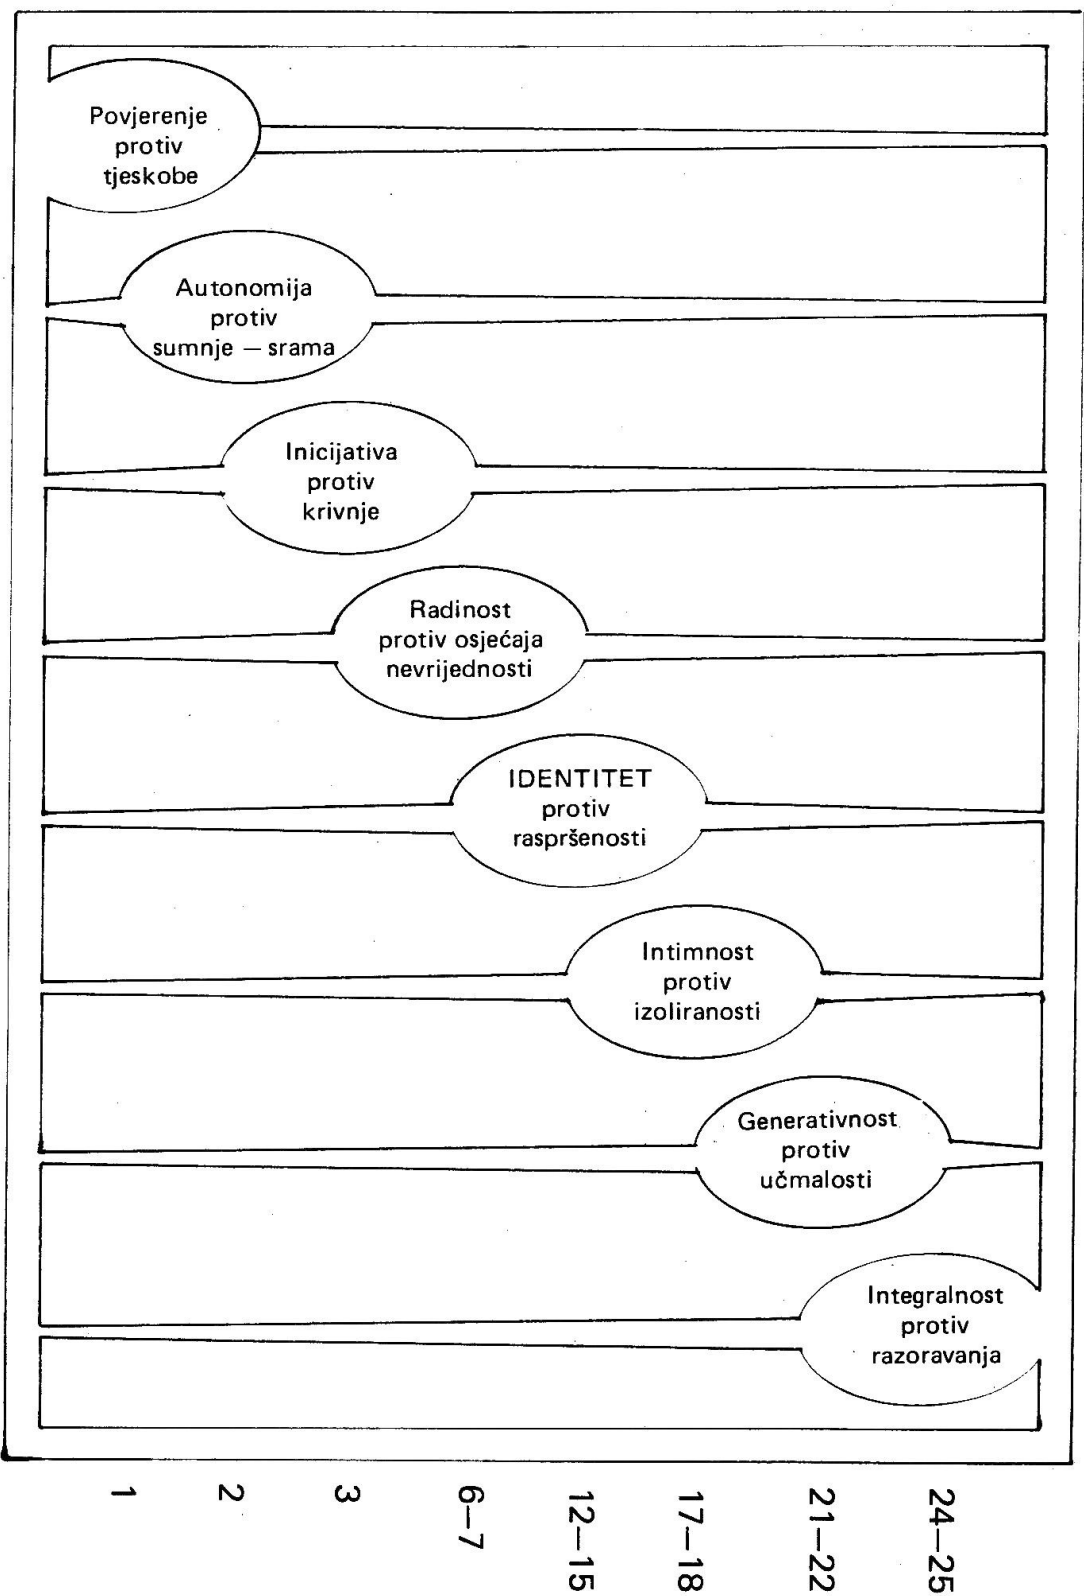 Povjerenje
protiv
tjeskobe
Autonomija
protiv
sumnje — srama
Inicijativa
protiv
krivnje
Radinost
protiv osjećaja
nevrijednosti
IDENTITET
protiv
raspršenosti
Intimnost
protiv
izoliranosti
Generativnost
protiv
učmalosti
Integralnost
protiv
razoravanja
1
2
3
6—7
12—15
17—18
21—22
24—25